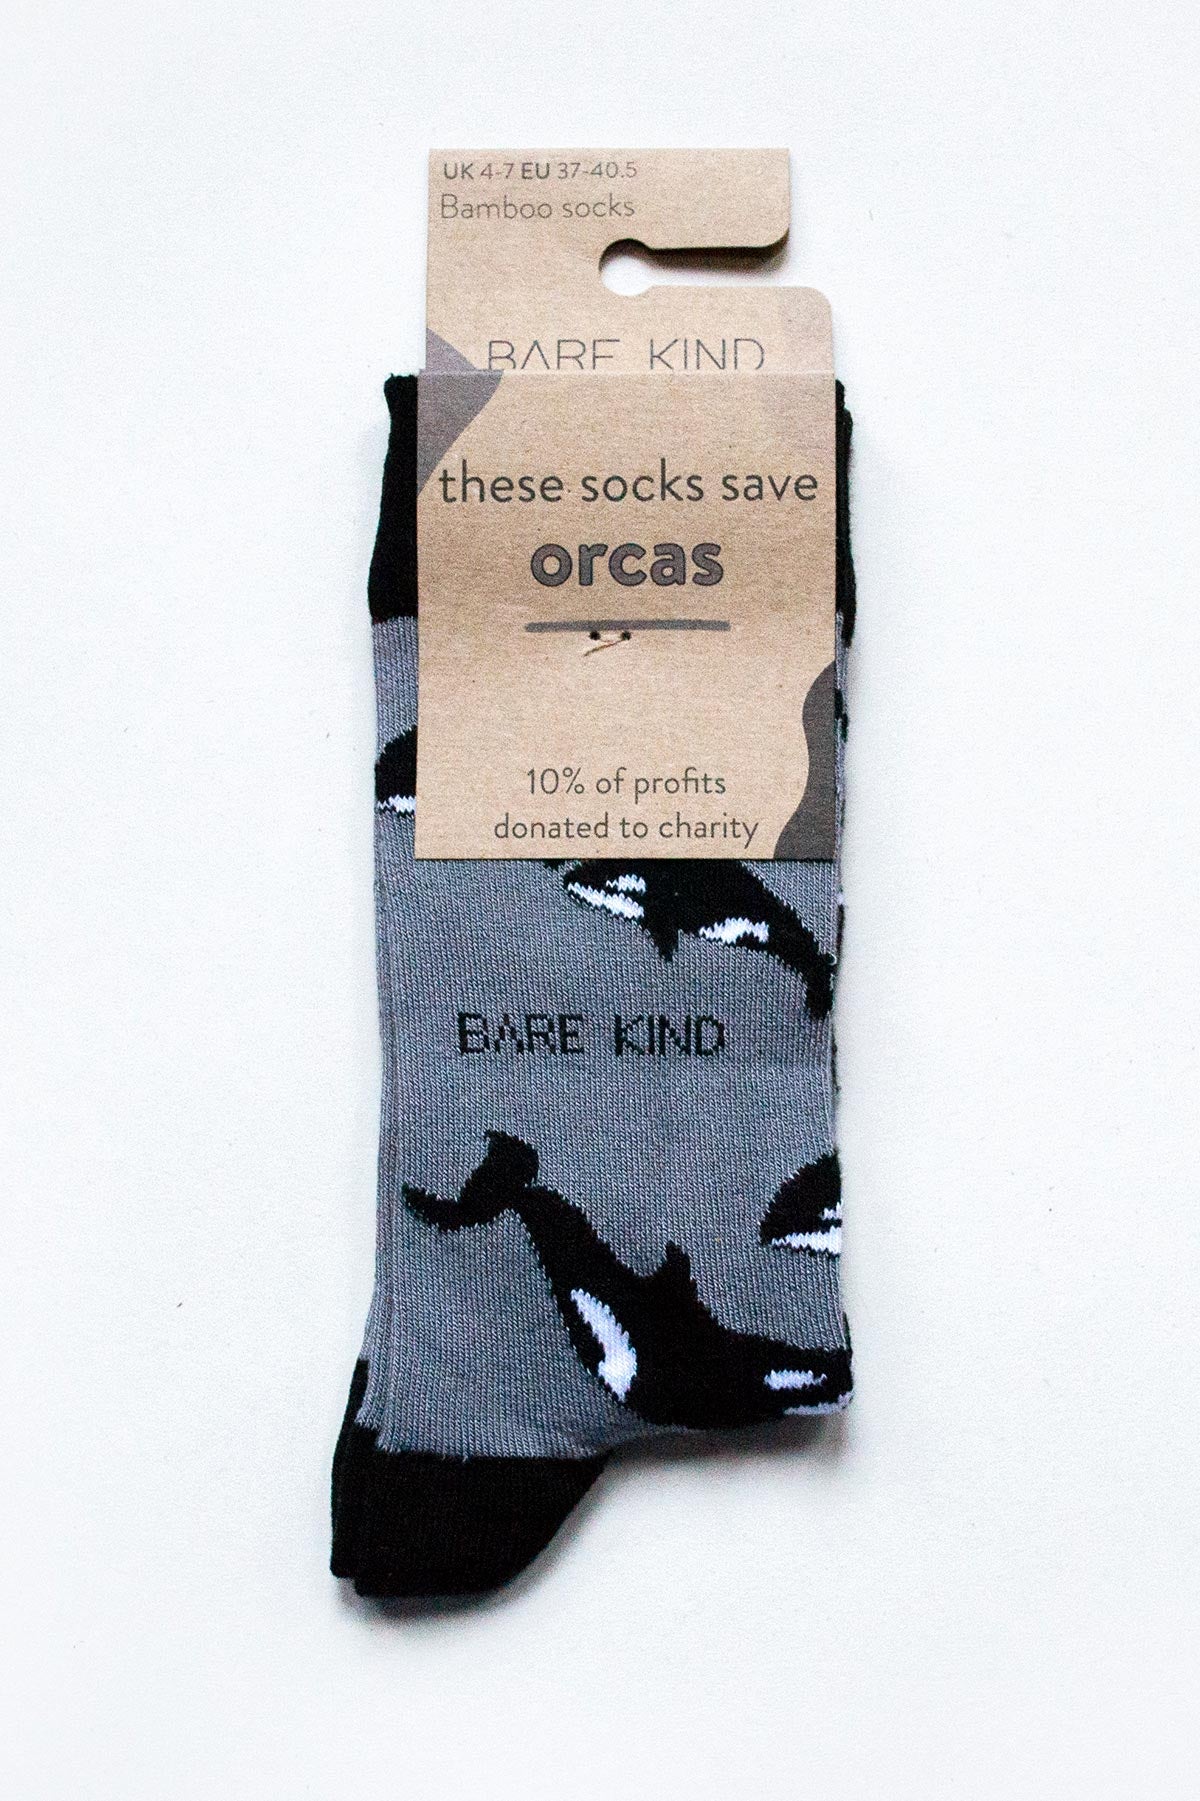 UK 4-7 EU 37-40.5
Bamboo socks
BARE KIND
these socks save
orcas
10% of profits
donated to charity
BARE KIND